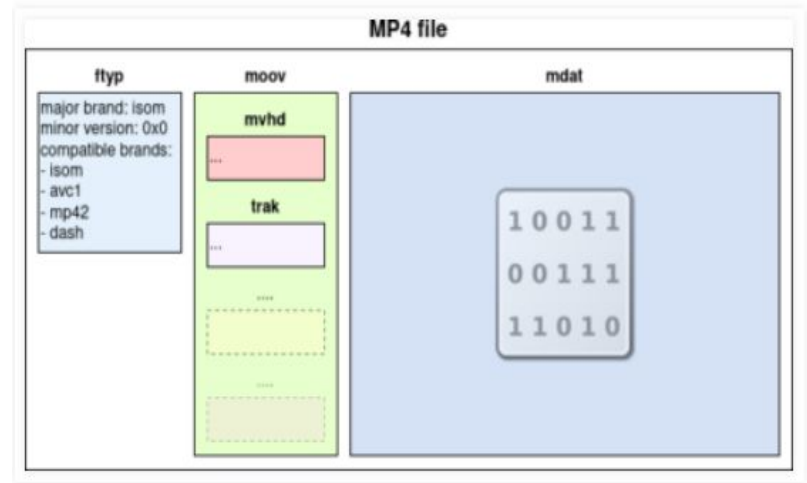 MP4 file
ftyp
major brand: isom
minor version: 0x0
compatible brands:
- isom
- avc1
- mp42
- dash
moov
mvhd
...
trak
...
....
....
mdat
1 0 0 1 1
0 0 1 1 1
1 1 0 1 0